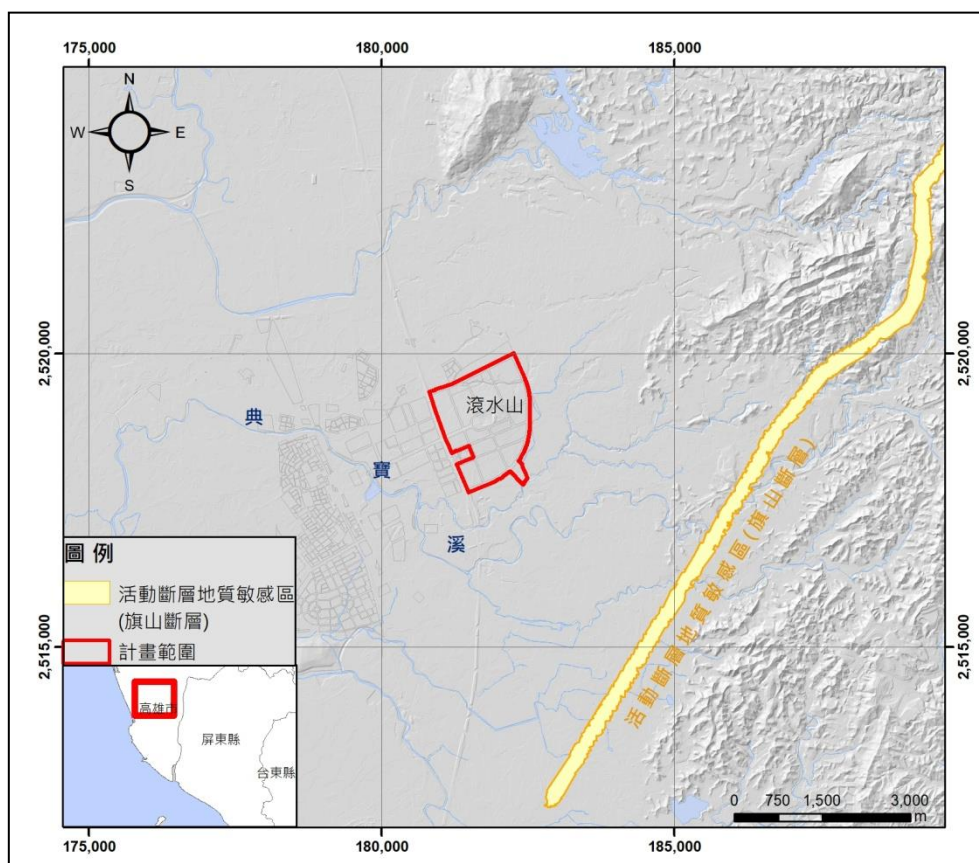 175,000
180,000
185,000
N
W
E
S
2,520,000
2,520,000
滾水山
典
寶
溪
活動斷層地質敏感區(旗山斷層)
圖例
活動斷層地質敏感區
(旗山斷層)
計畫範圍
2,515,000
2,515,000
高雄市
屏東縣
台東縣
0 750 1,500 3,000
m
175,000
180,000
185,000